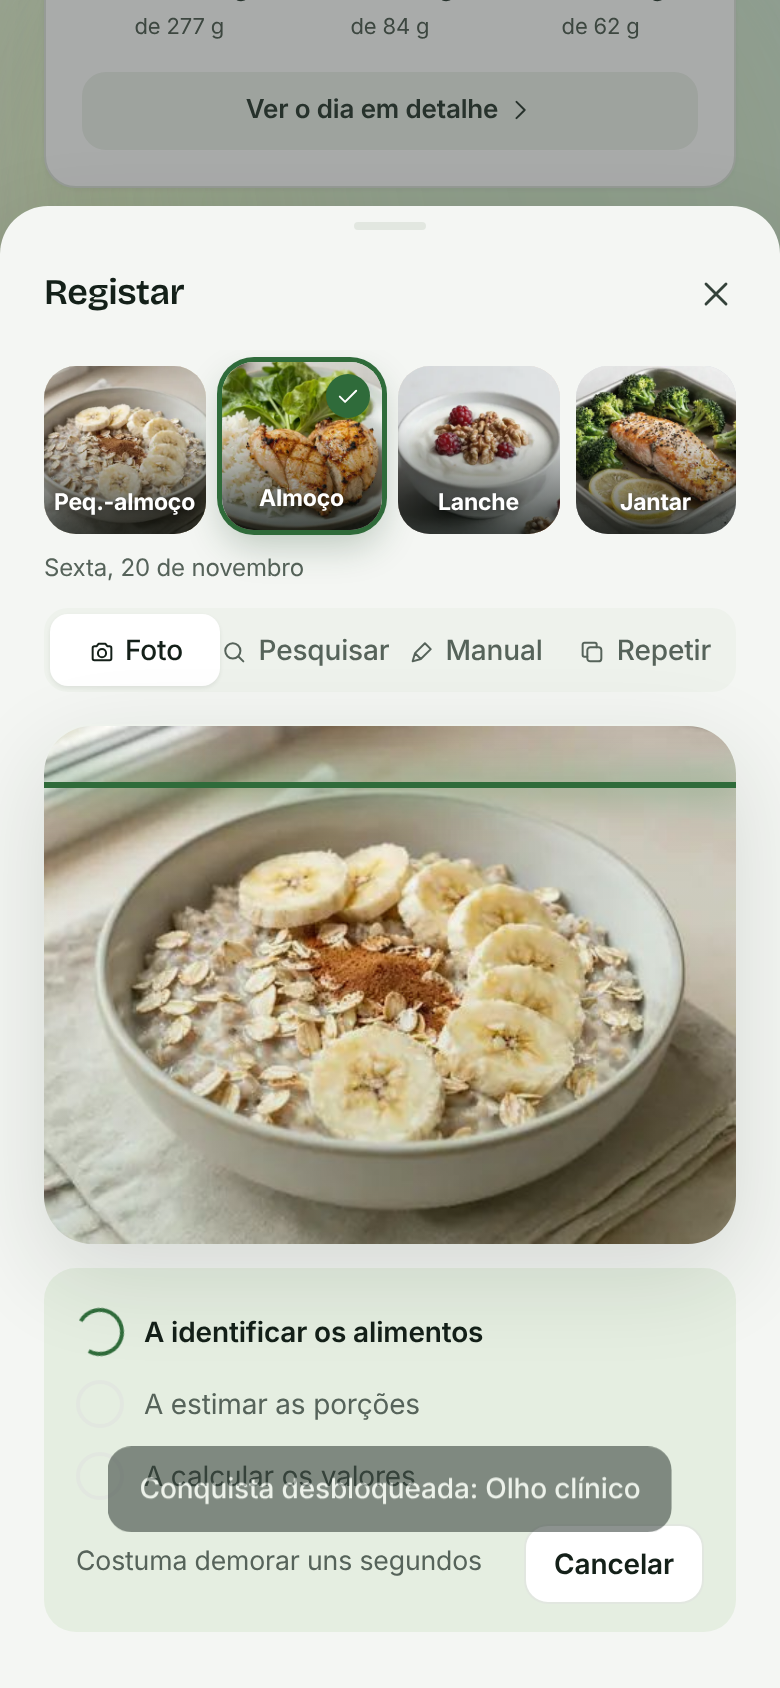 de 277 g
de 84 g
de 62 g
Ver o dia em detalhe
Registar
Peq.-almoço
Almoço
Lanche
Jantar
Sexta, 20 de novembro
Foto
Pesquisar
Manual
Repetir
A identificar os alimentos
A estimar as porções
A calcular os valores
Conquista desbloqueada: Olho clínico
Costuma demorar uns segundos
Cancelar